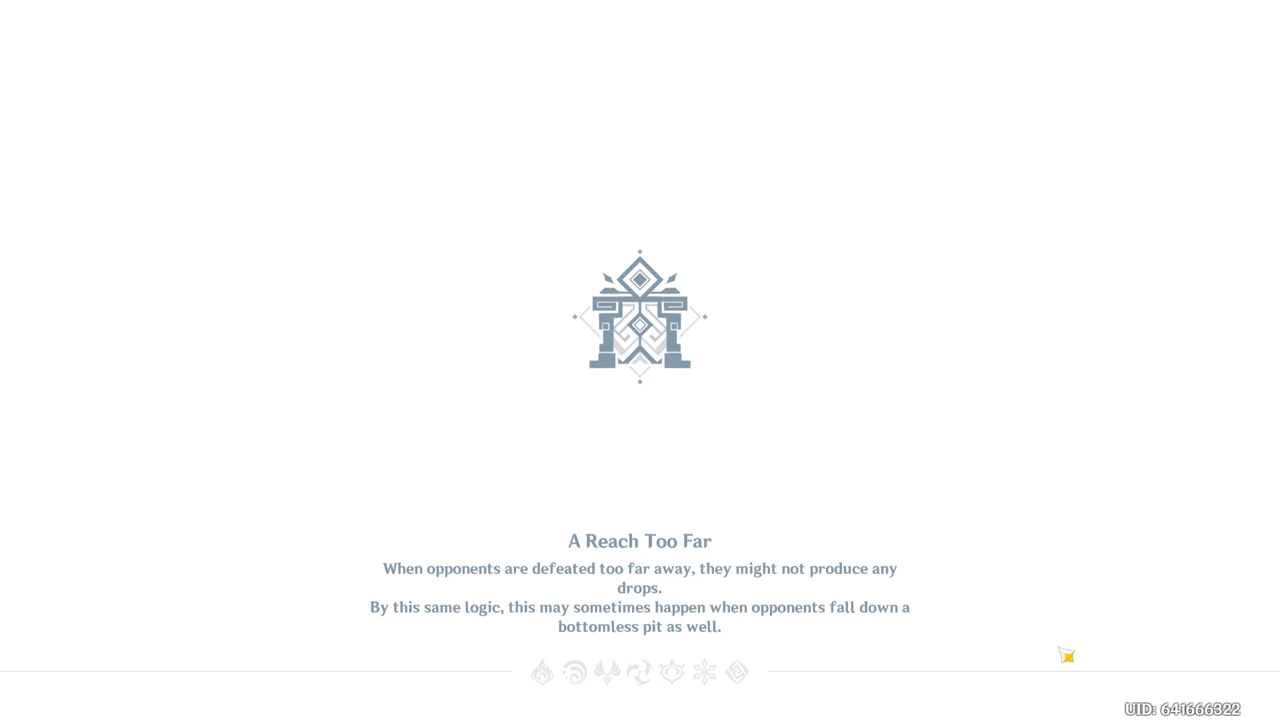 A Reach Too Far
When opponents are defeated too far away, they might not produce any
drops.
By this same logic, this may sometimes happen when opponents fall down a
bottomless pit as well.
UID: 641666322